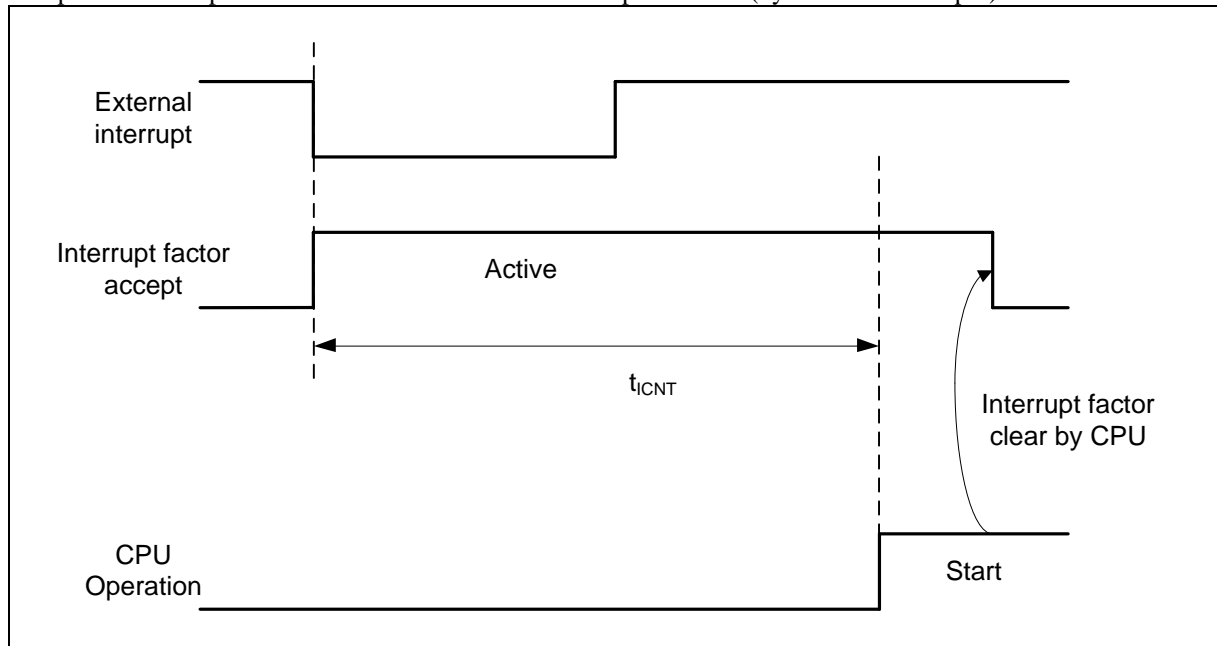 External
interrupt
Interrupt factor
accept
Active
tICNT
Interrupt factor
clear by CPU
CPU
Operation
Start